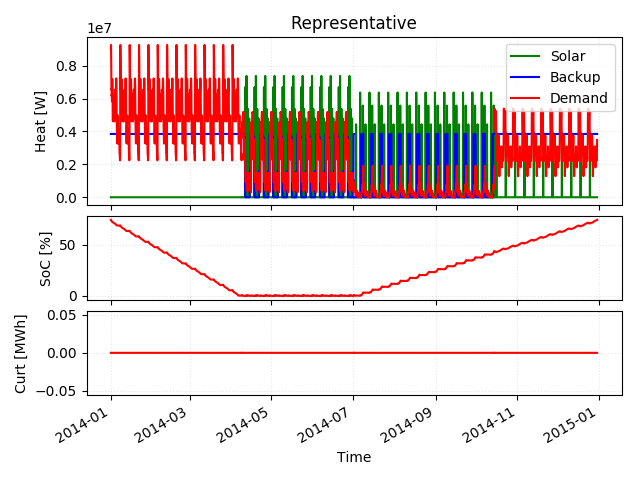 Representative
1e7
Heat [W]
0.8
0.6
0.4
0.2
0.0
Solar
Backup
Demand
SoC [%]
50
0
Curt [MWh]
0.05
0.00
−0.05
2014-01
2014-03
2014-05
2014-07
2014-09
2014-11
2015-01
Time